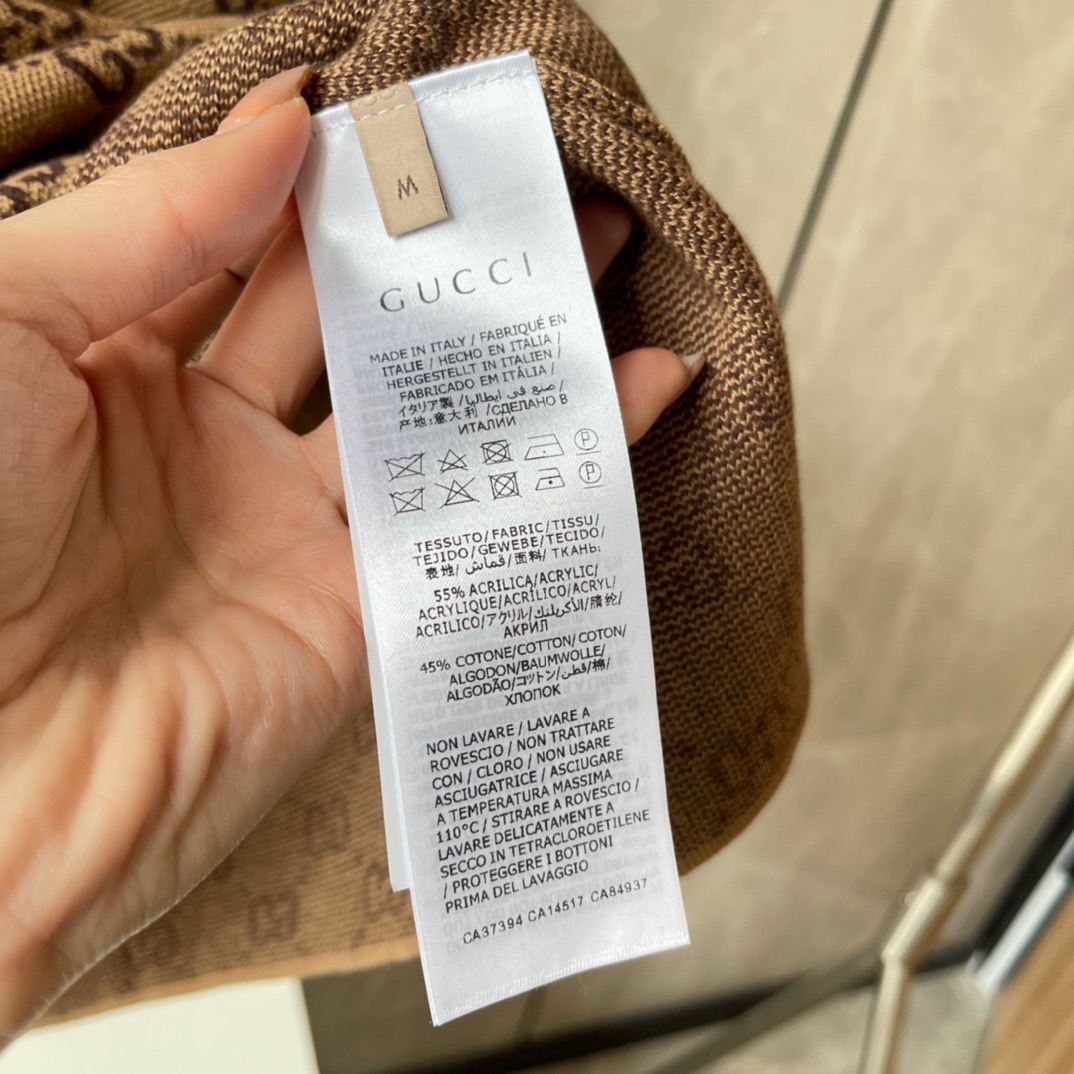 M
GUCCI
MADE IN ITALY / FABRIQUÉ EN
ITALIE / HECHO EN ITALIA /
HERGESTELLT IN ITALIEN /
FABRICADO EM ITÁLIA /
イタリア製 / صنع في ايطاليا /
产地:意大利 /СДЕЛАНО В
ИТАЛИИ
P
P
TESSUTO/FABRIC/TISSU/
TEJIDO/GEWEBE/TECIDO/
表地/ قماش/面料/ ТКАНЬ:
55% ACRILICA/ACRYLIC/
ACRYLIQUE/ACRÍLICO/ACRYL/
ACRILICO/アクリル/الأكريلنك/腈纶/
АКРИЛ
45% COTONE/COTTON/COTON/
ALGODON/BAUMWOLLE/
ALGODÃO/コットン/قطن/棉/
ХЛОПОК
NON LAVARE / LAVARE A
ROVESCIO / NON TRATTARE
CON / CLORO / NON USARE
ASCIUGATRICE / ASCIUGARE
A TEMPERATURA MASSIMA
110°C / STIRARE A ROVESCIO /
LAVARE DELICATAMENTE A
SECCO IN TETRACLOROETILENE
/ PROTEGGERE I BOTTONI
PRIMA DEL LAVAGGIO
CA37394 CA14517 CA84937